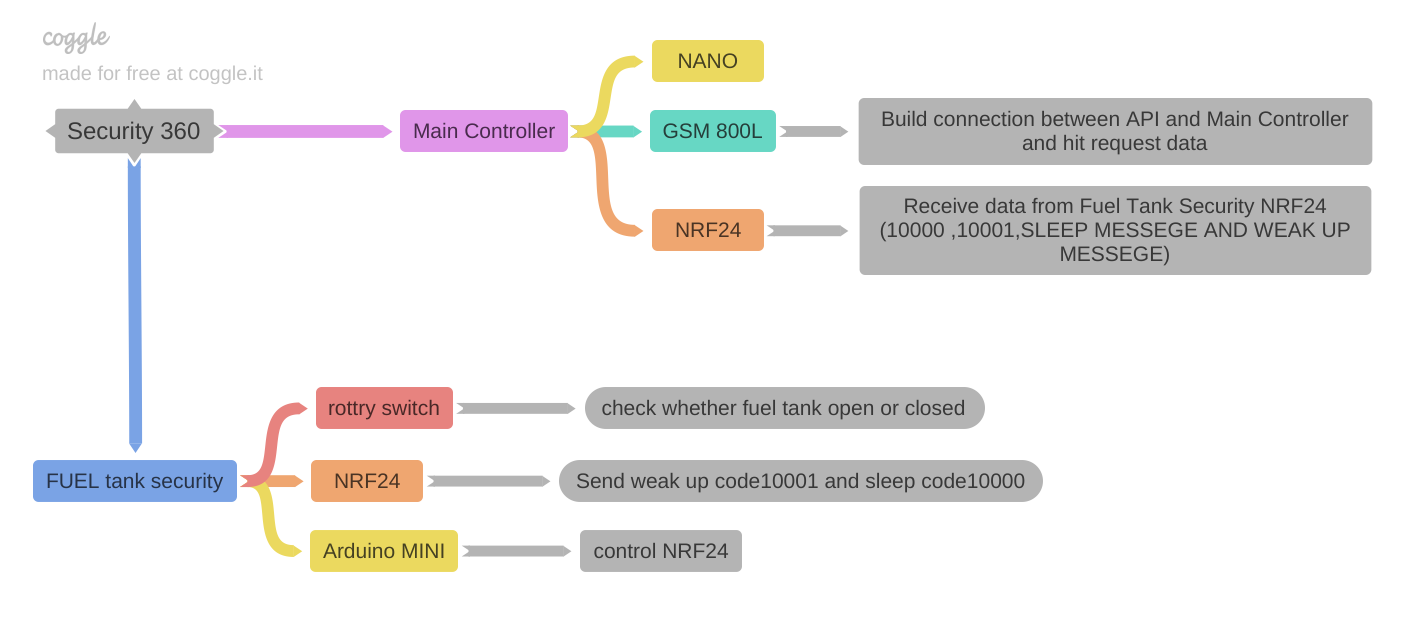 coggle
made for free at coggle.it
Security 360
Main Controller
NANO
GSM 800L
Build connection between API and Main Controller
and hit request data
NRF24
Receive data from Fuel Tank Security NRF24
(10000 ,10001,SLEEP MESSEGE AND WEAK UP
MESSEGE)
FUEL tank security
rottry switch
check whether fuel tank open or closed
NRF24
Send weak up code10001 and sleep code10000
Arduino MINI
control NRF24